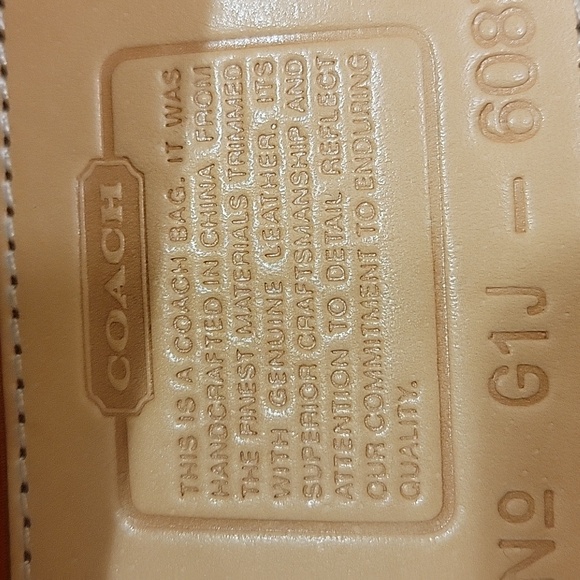 COACH
THIS IS A COACH BAG. IT WAS
HANDCRAFTED IN CHINA FROM
THE FINEST MATERIALS TRIMMED
WITH GENUINE LEATHER. ITS
SUPERIOR CRAFTSMANSHIP AND
ATTENTION TO DETAIL REFLECT
OUR COMMITMENT TO ENDURING
QUALITY.
Nº G1J - 608